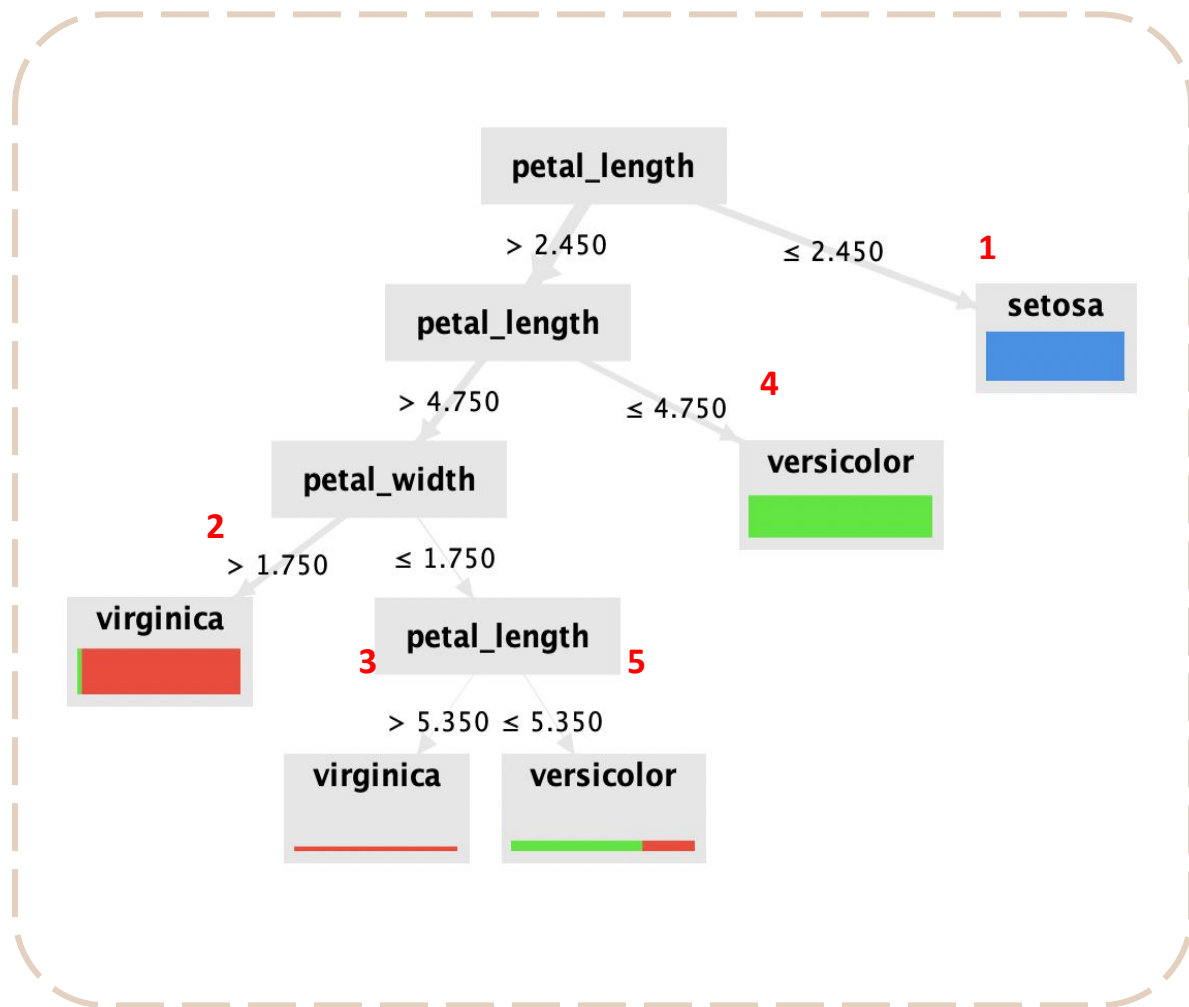 petal_length
> 2.450
≤ 2.450
1
setosa
petal_length
> 4.750
≤ 4.750
4
versicolor
petal_width
2
> 1.750
≤ 1.750
virginica
petal_length
3
5
> 5.350 ≤ 5.350
virginica
versicolor